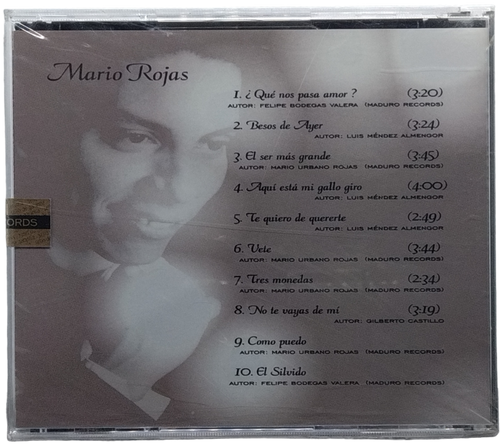 Mario Rojas
1. ¿ Qué nos pasa amor ? (3:20)
AUTOR: FELIPE BODEGAS VALERA (MADURO RECORDS)
2. Besos de Ayer (3:24)
AUTOR: LUIS MÉNDEZ ALMENGOR
3. El ser más grande (3:45)
AUTOR: MARIO URBANO ROJAS (MADURO RECORDS)
4. Aquí está mi gallo giro (4:00)
AUTOR: LUIS MÉNDEZ ALMENGOR
5. Te quiero de quererte (2:49)
AUTOR: LUIS MÉNDEZ ALMENGOR
ORDS
6. Vete (3:44)
AUTOR: MARIO URBANO ROJAS (MADURO RECORDS)
7. Tres monedas (2:34)
AUTOR: MARIO URBANO ROJAS (MADURO RECORDS)
8. No te vayas de mí (3:19)
AUTOR: GILBERTO CASTILLO
9. Como puedo
AUTOR: MARIO URBANO ROJAS (MADURO RECORDS)
10. El Silvido
AUTOR: FELIPE BODEGAS VALERA (MADURO RECORDS)